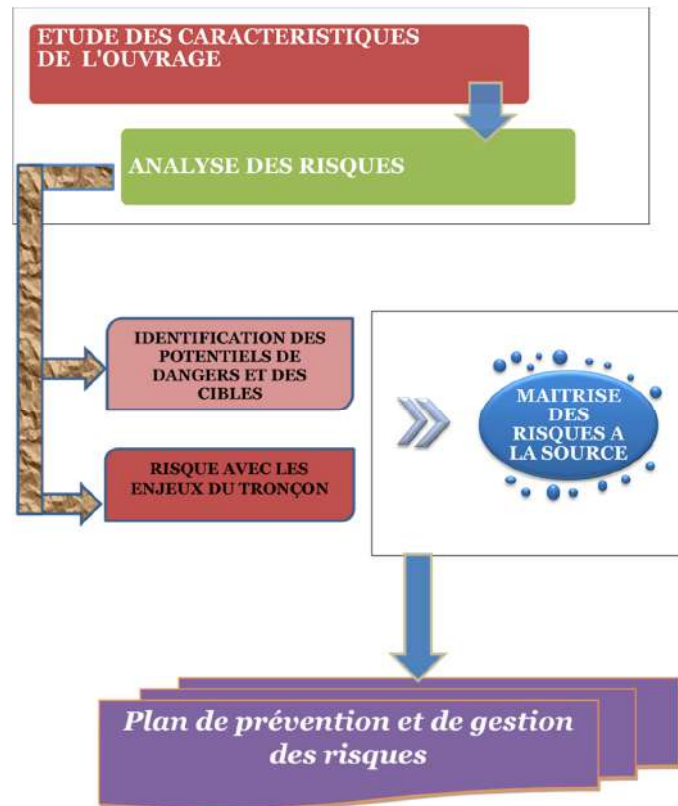 ETUDE DES CARACTERISTIQUES
DE L'OUVRAGE
ANALYSE DES RISQUES
IDENTIFICATION DES
POTENTIELS DE
DANGERS ET DES
CIBLES
RISQUE AVEC LES
ENJEUX DU TRONÇON
MAITRISE
DES
RISQUES A
LA SOURCE
Plan de prévention et de gestion
des risques